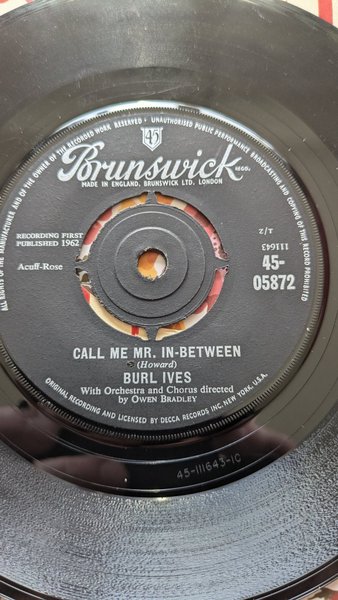 ALL RIGHTS OF THE MANUFACTURER AND OF THE OWNER OF THE RECORDED WORK RESERVED · UNAUTHORISED PUBLIC PERFORMANCE BROADCASTING AND COPYING OF THIS RECORD PROHIBITED
45
Brunswick
REGD.
MADE IN ENGLAND, BRUNSWICK LTD. LONDON
RECORDING FIRST
PUBLISHED 1962
T/2
111643
Acuff-Rose
45-
05872
CALL ME MR. IN-BETWEEN
(Howard)
BURL IVES
With Orchestra and Chorus directed
by OWEN BRADLEY
ORIGINAL RECORDING AND LICENSED BY DECCA RECORDS INC. NEW YORK, U.S.A.
45-111643-1C